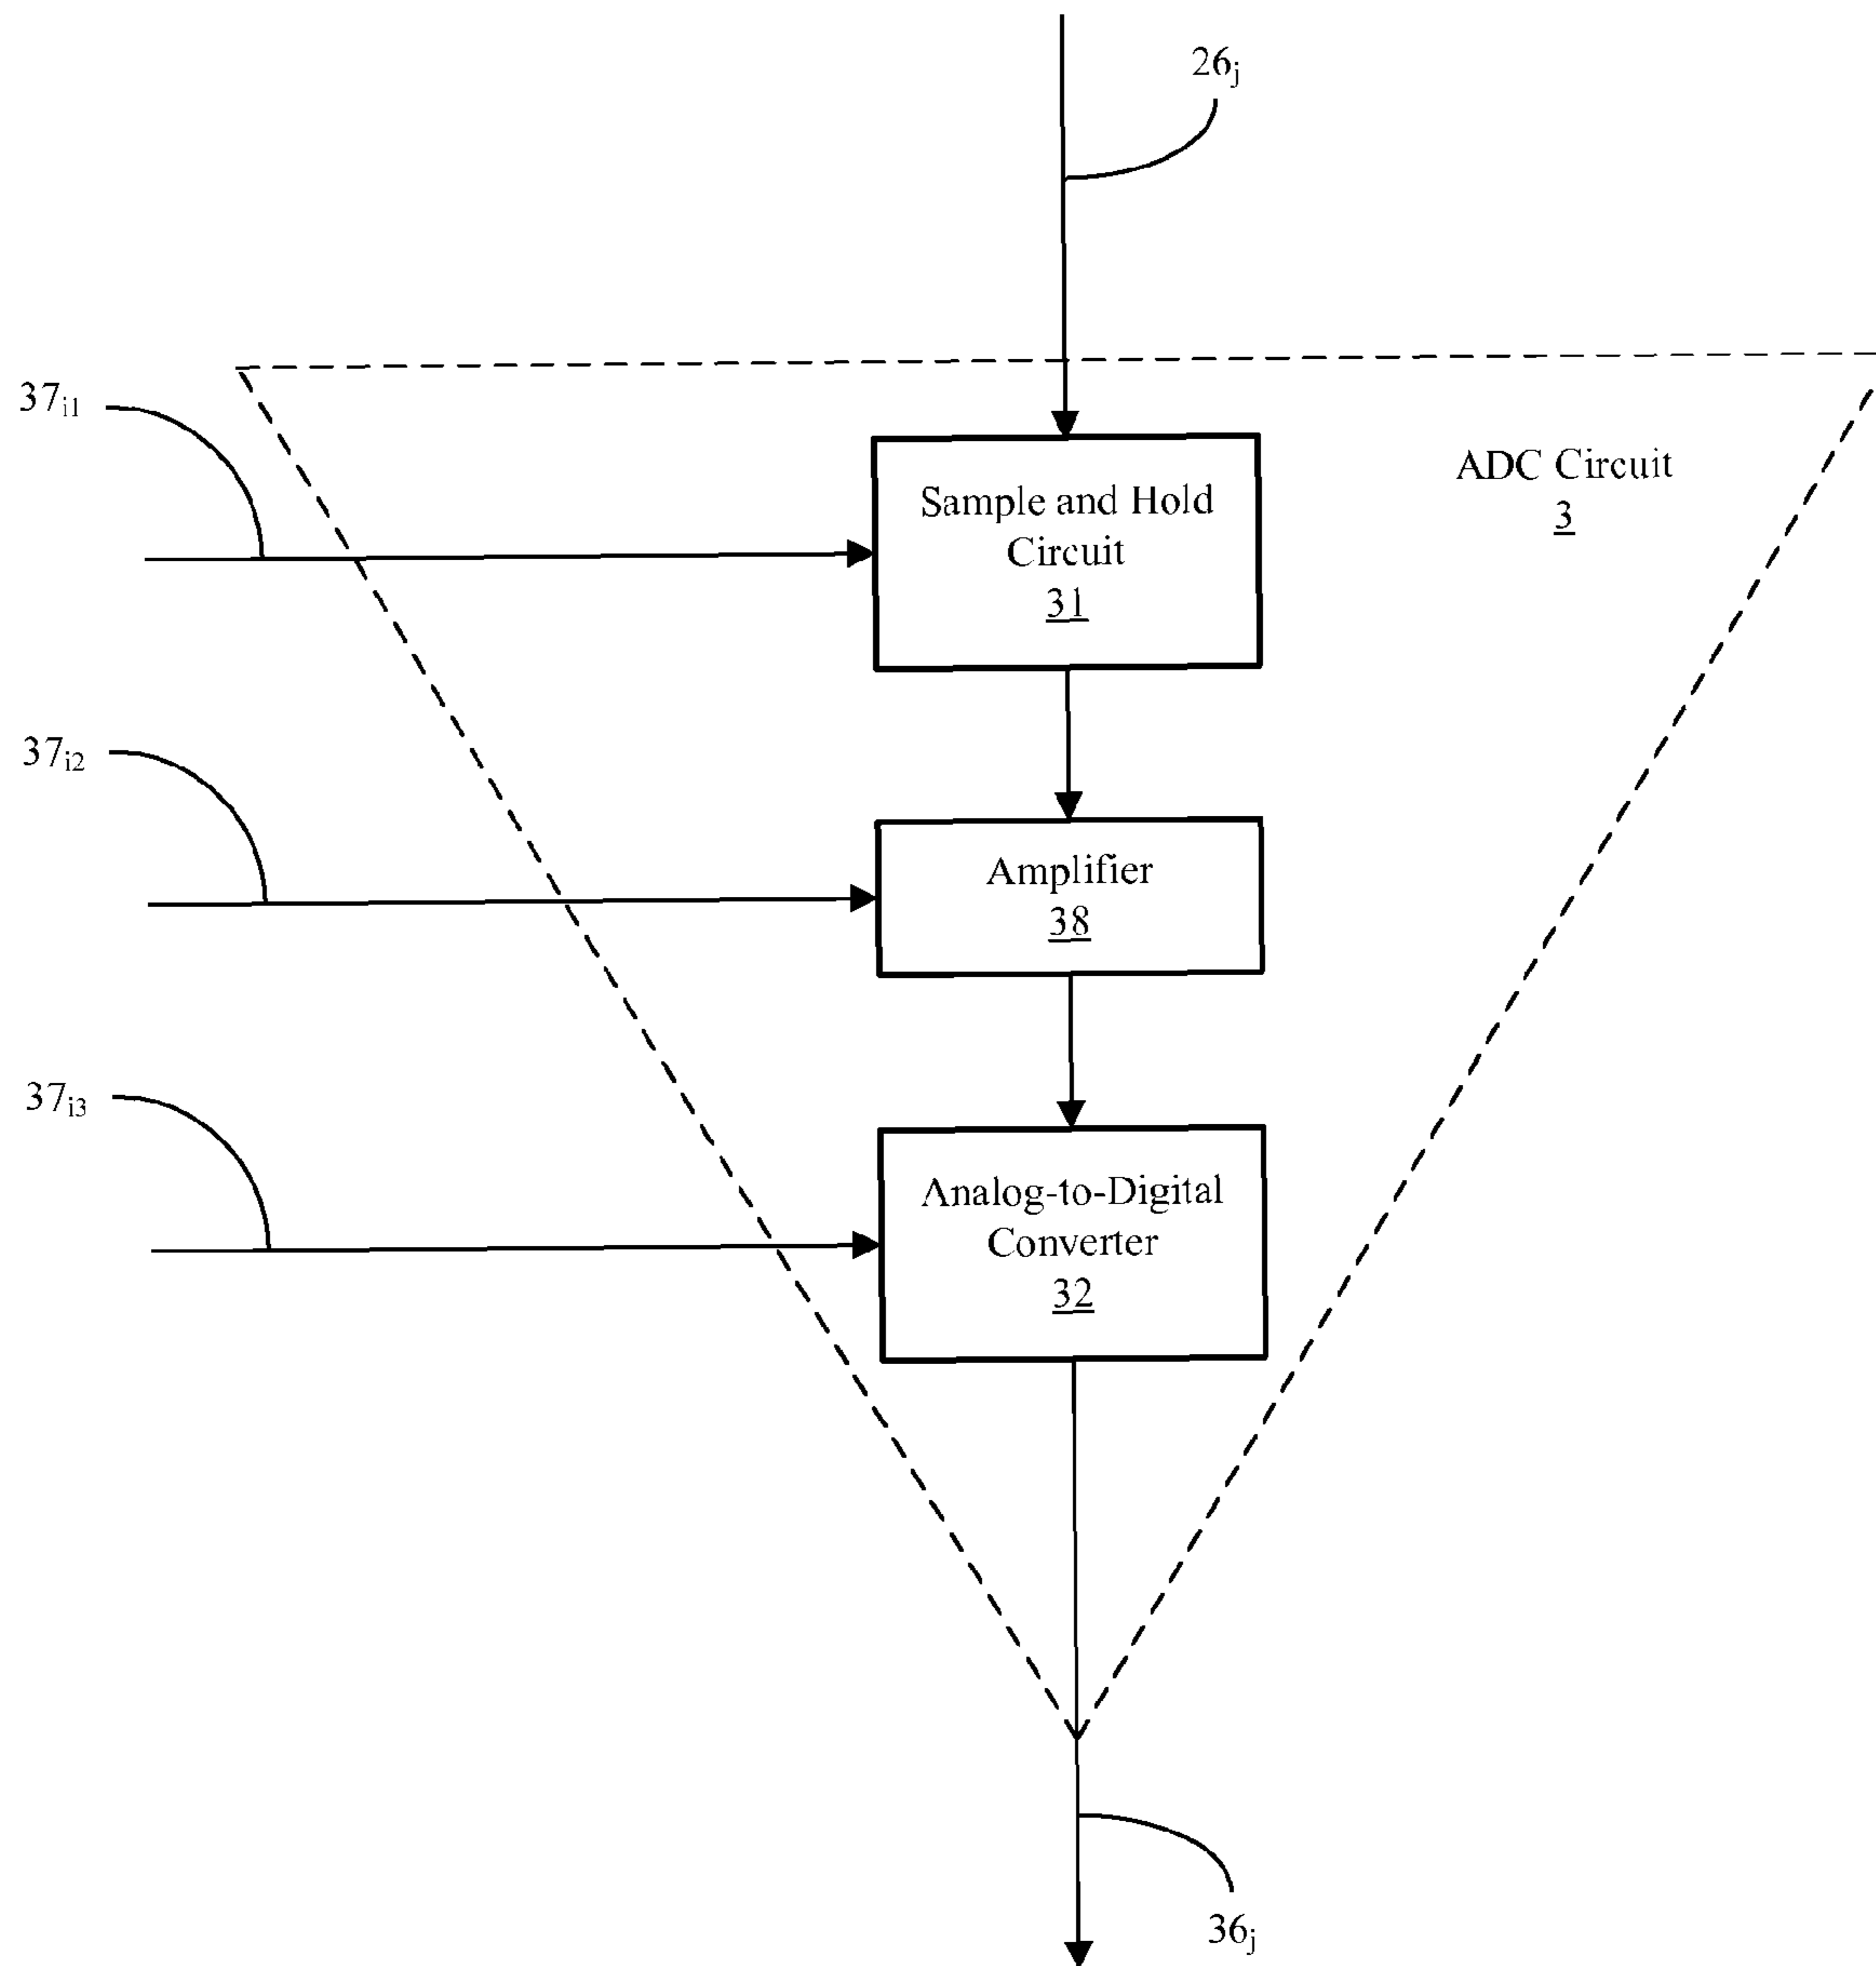 26j
37i1
ADC Circuit
3
Sample and Hold
Circuit
31
37i2
Amplifier
38
37i3
Analog-to-Digital
Converter
32
36j